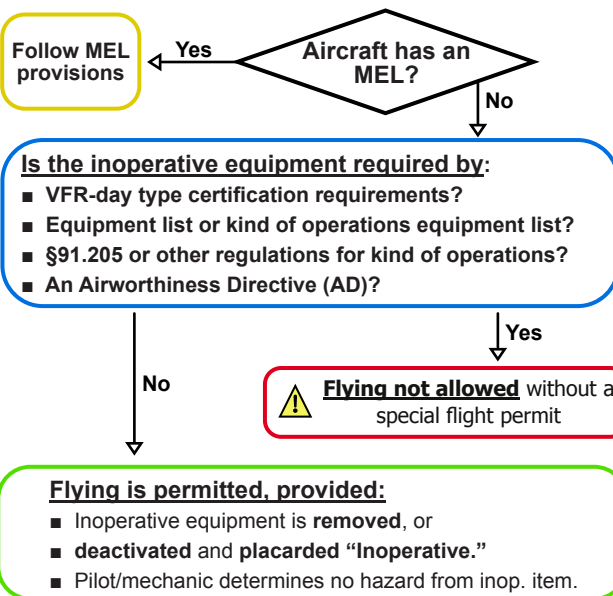 Follow MEL
provisions
Yes
Aircraft has an
MEL?
No
Is the inoperative equipment required by:
■ VFR-day type certification requirements?
■ Equipment list or kind of operations equipment list?
■ §91.205 or other regulations for kind of operations?
■ An Airworthiness Directive (AD)?
Yes
No
Flying not allowed without a
special flight permit
Flying is permitted, provided:
■ Inoperative equipment is removed, or
■ deactivated and placarded “Inoperative.”
■ Pilot/mechanic determines no hazard from inop. item.